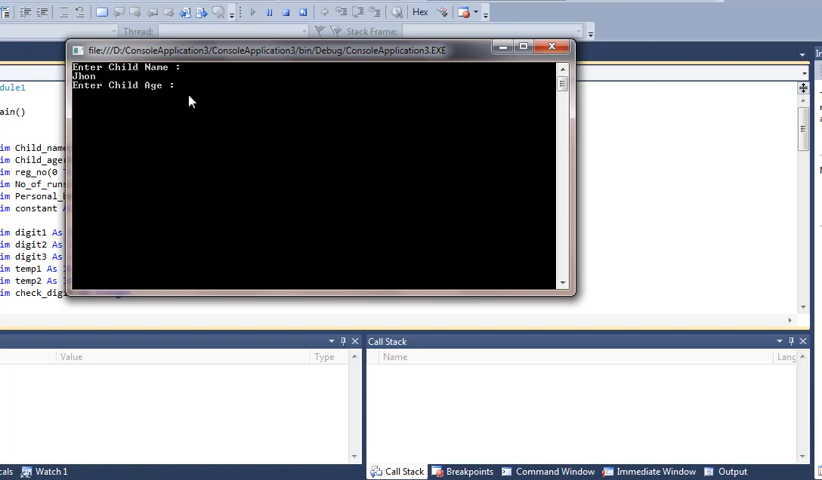 Thread:
Stack Frame:
Hex
file:///D:/ConsoleApplication3/ConsoleApplication3/bin/Debug/ConsoleApplication3.EXE
Enter Child Name :
Jhon
Enter Child Age :
dule1
ain()
im Child_nam
im Child_age
im reg_no(0 T
im No_of_runs
im Personal_b
im constant A
im digit1 As
im digit2 As
im digit3 As
im temp1 As I
im temp2 As I
im check_digi
Value
Type
Call Stack
Name
Lang
cals
Watch 1
Call Stack
Breakpoints
Command Window
Immediate Window
Output